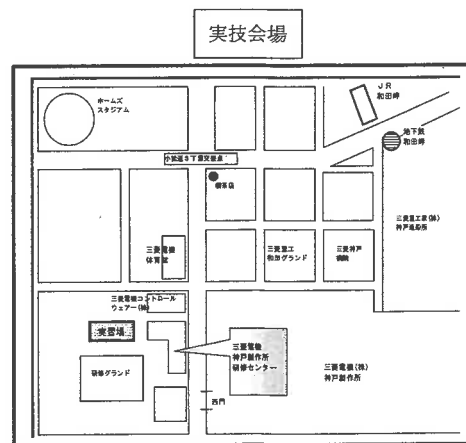 実技会場
ホームズ
スタジアム
ＪＲ
和田岬
地下鉄
和田岬
小松通５丁目交差点
喫茶店
三菱重工業(株)
神戸造船所
三菱電機
体育館
三菱重工
和田グランド
三菱神戸
病院
三菱電機コントロール
ウェアー(株)
実習場
三菱電機
神戸製作所
研修センター
三菱電機(株)
神戸製作所
研修グランド
西門